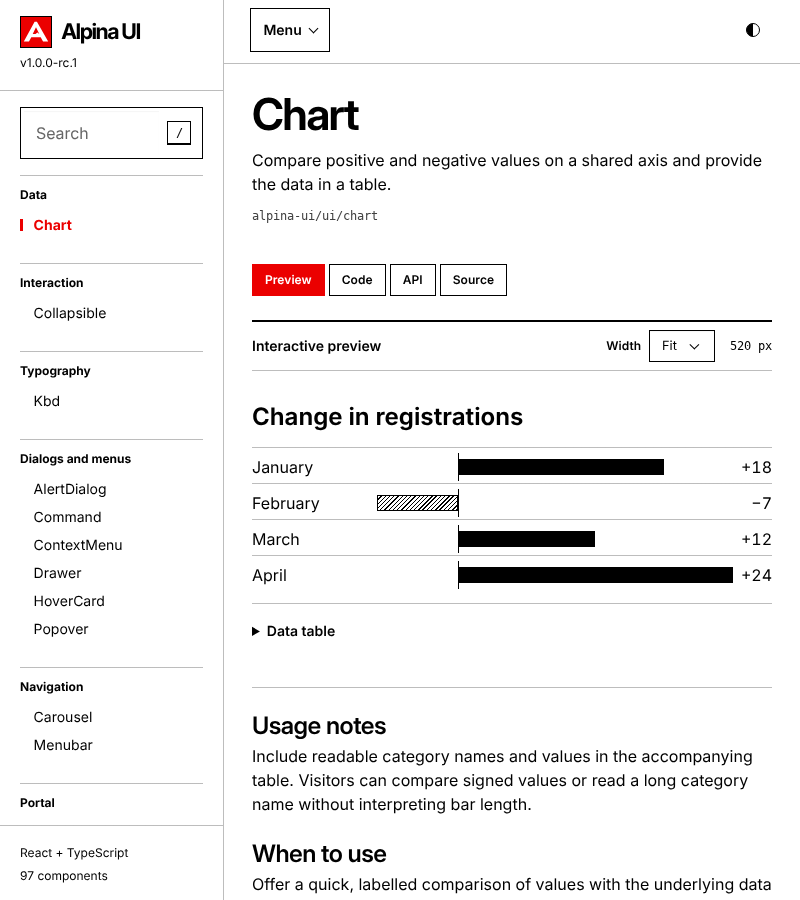 Alpina UI
v1.0.0-rc.1
Search
/
Data
Chart
Interaction
Collapsible
Typography
Kbd
Dialogs and menus
AlertDialog
Command
ContextMenu
Drawer
HoverCard
Popover
Navigation
Carousel
Menubar
Portal
React + TypeScript
97 components
Menu
Chart
Compare positive and negative values on a shared axis and provide
the data in a table.
alpina-ui/ui/chart
Preview
Code
API
Source
Interactive preview
Width
Fit
520 px
Change in registrations
January +18
February −7
March +12
April +24
Data table
Usage notes
Include readable category names and values in the accompanying
table. Visitors can compare signed values or read a long category
name without interpreting bar length.
When to use
Offer a quick, labelled comparison of values with the underlying data